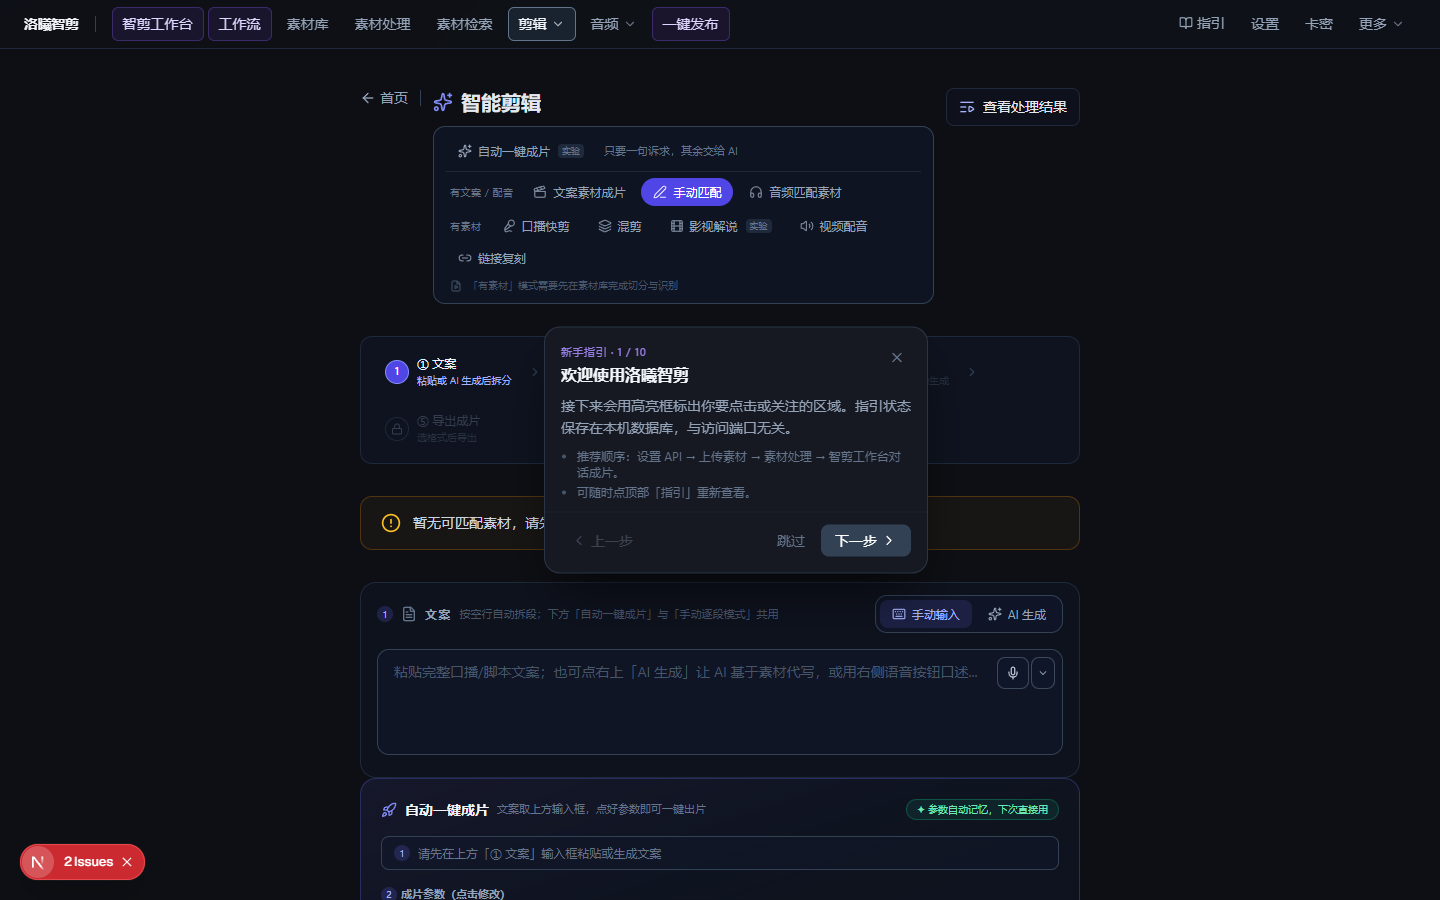 洛曦智剪
智剪工作台
工作流
素材库
素材处理
素材检索
剪辑
音频
一键发布
指引
设置
卡密
更多
首页
智能剪辑
查看处理结果
自动一键成片 实验 只要一句诉求，其余交给 AI
有文案 / 配音 文案素材成片 手动匹配 音频匹配素材
有素材 口播快剪 混剪 影视解说 实验 视频配音
链接复刻
「有素材」模式需要先在素材库完成切分与识别
1 ① 文案
粘贴或 AI 生成后拆分
生成
⑤ 导出成片
选格式后导出
新手指引 · 1 / 10
欢迎使用洛曦智剪
接下来会用高亮框标出你要点击或关注的区域。指引状态
保存在本机数据库，与访问端口无关。
推荐顺序：设置 API → 上传素材 → 素材处理 → 智剪工作台对
话成片。
可随时点顶部「指引」重新查看。
上一步
跳过
下一步
暂无可匹配素材，请先
1 文案 按空行自动拆段；下方「自动一键成片」与「手动逐段模式」共用
手动输入
AI 生成
粘贴完整口播/脚本文案；也可点右上「AI 生成」让 AI 基于素材代写，或用右侧语音按钮口述...
自动一键成片 文案取上方输入框，点好参数即可一键出片
✦ 参数自动记忆，下次直接用
1 请先在上方「① 文案」输入框粘贴或生成文案
2 成片参数（点击修改）
N 2 Issues